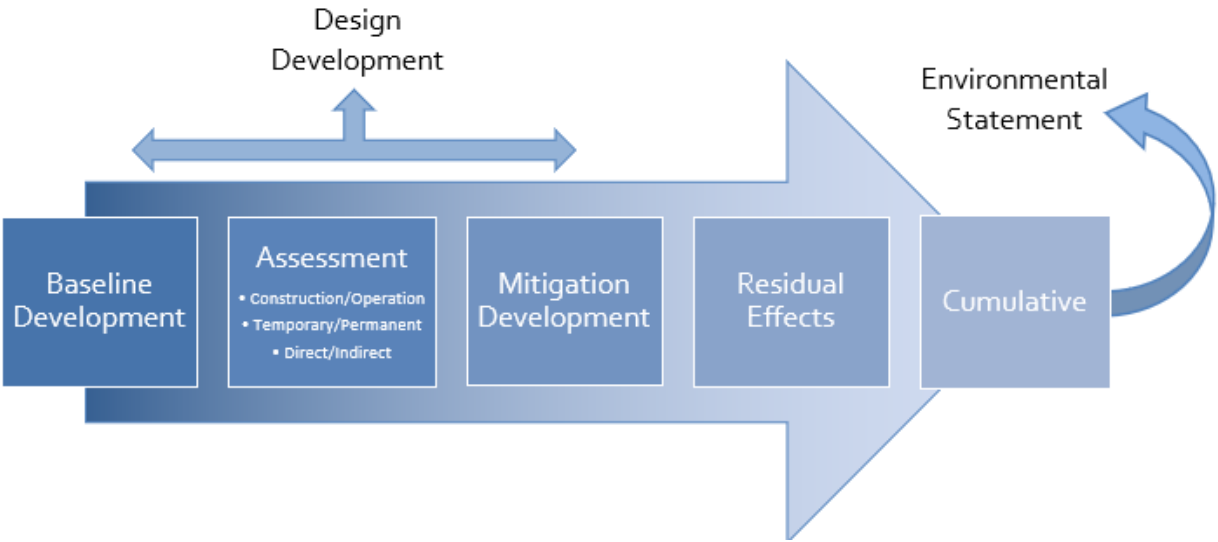 Design
Development
Environmental
Statement
Baseline
Development
Assessment
• Construction/Operation
• Temporary/Permanent
• Direct/Indirect
Mitigation
Development
Residual
Effects
Cumulative